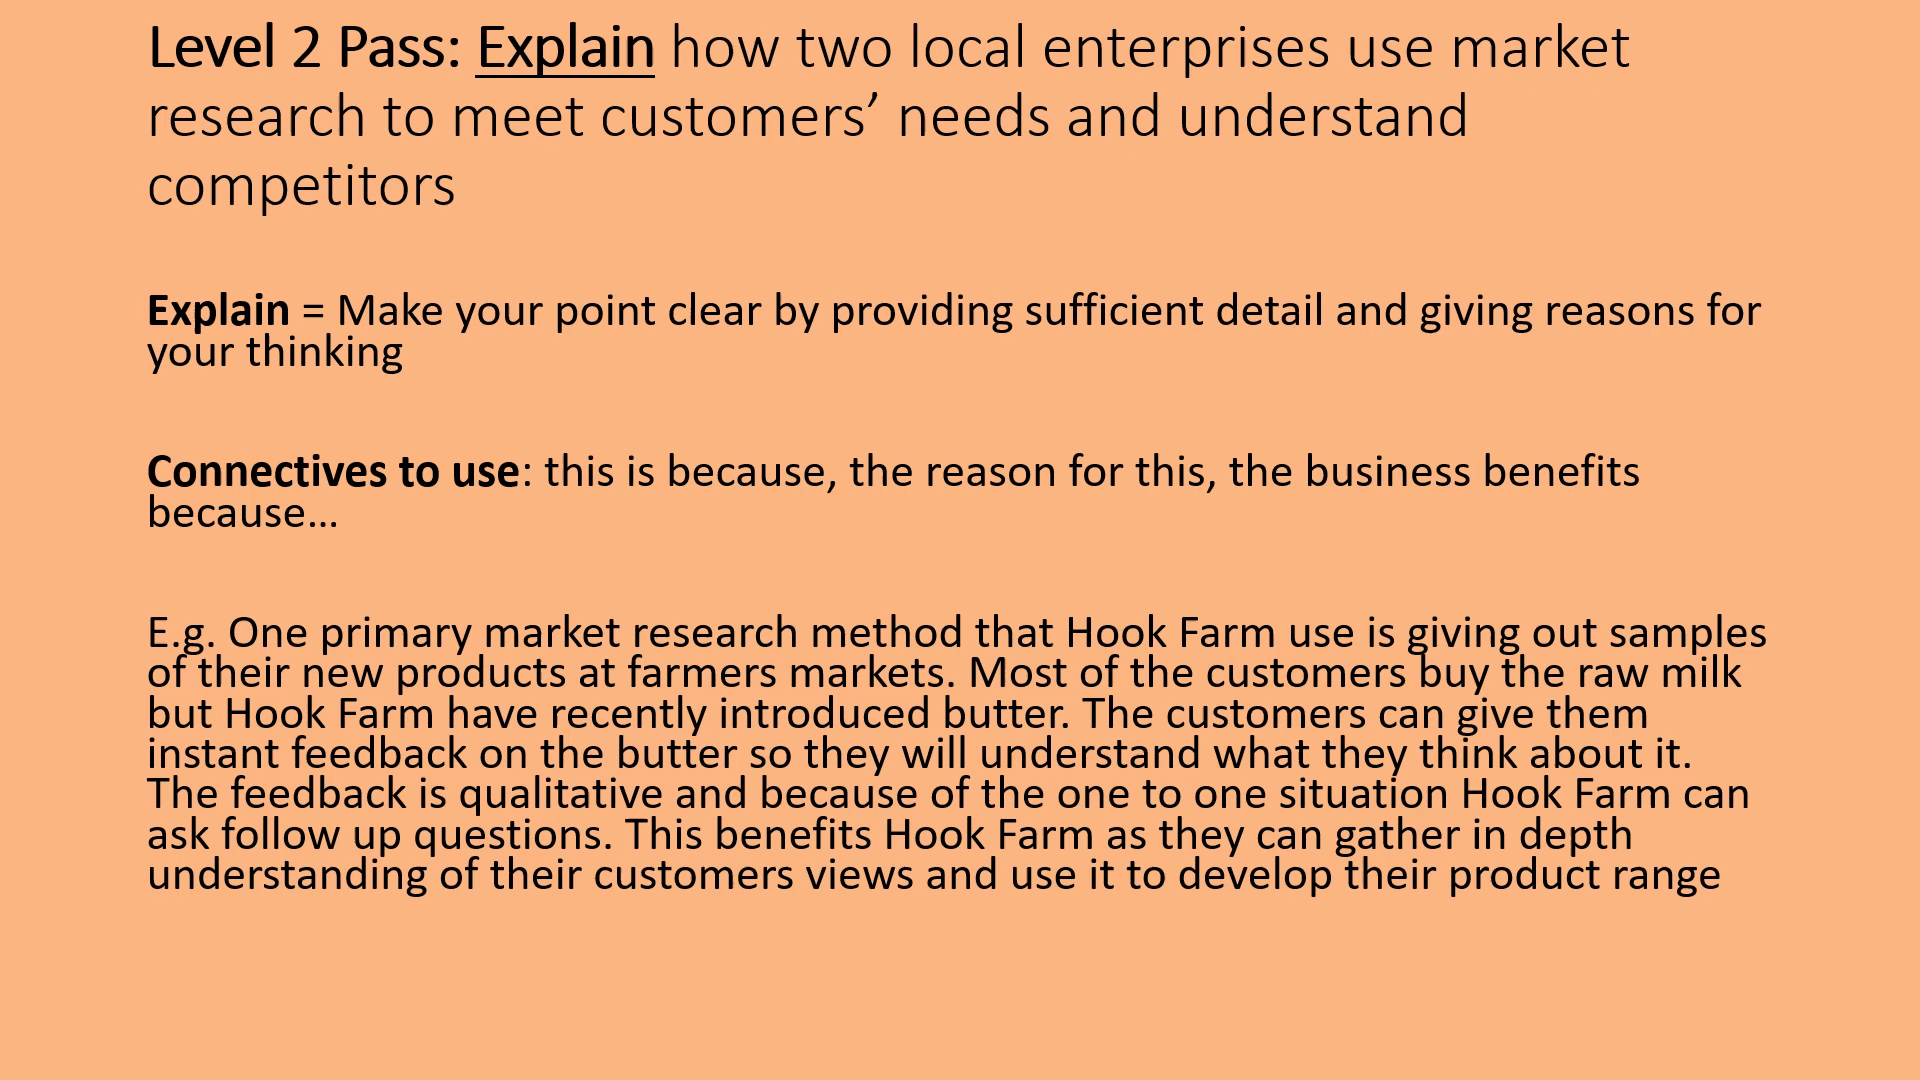 Level 2 Pass: Explain how two local enterprises use market
research to meet customers’ needs and understand
competitors
Explain = Make your point clear by providing sufficient detail and giving reasons for
your thinking
Connectives to use: this is because, the reason for this, the business benefits
because…
E.g. One primary market research method that Hook Farm use is giving out samples
of their new products at farmers markets. Most of the customers buy the raw milk
but Hook Farm have recently introduced butter. The customers can give them
instant feedback on the butter so they will understand what they think about it.
The feedback is qualitative and because of the one to one situation Hook Farm can
ask follow up questions. This benefits Hook Farm as they can gather in depth
understanding of their customers views and use it to develop their product range